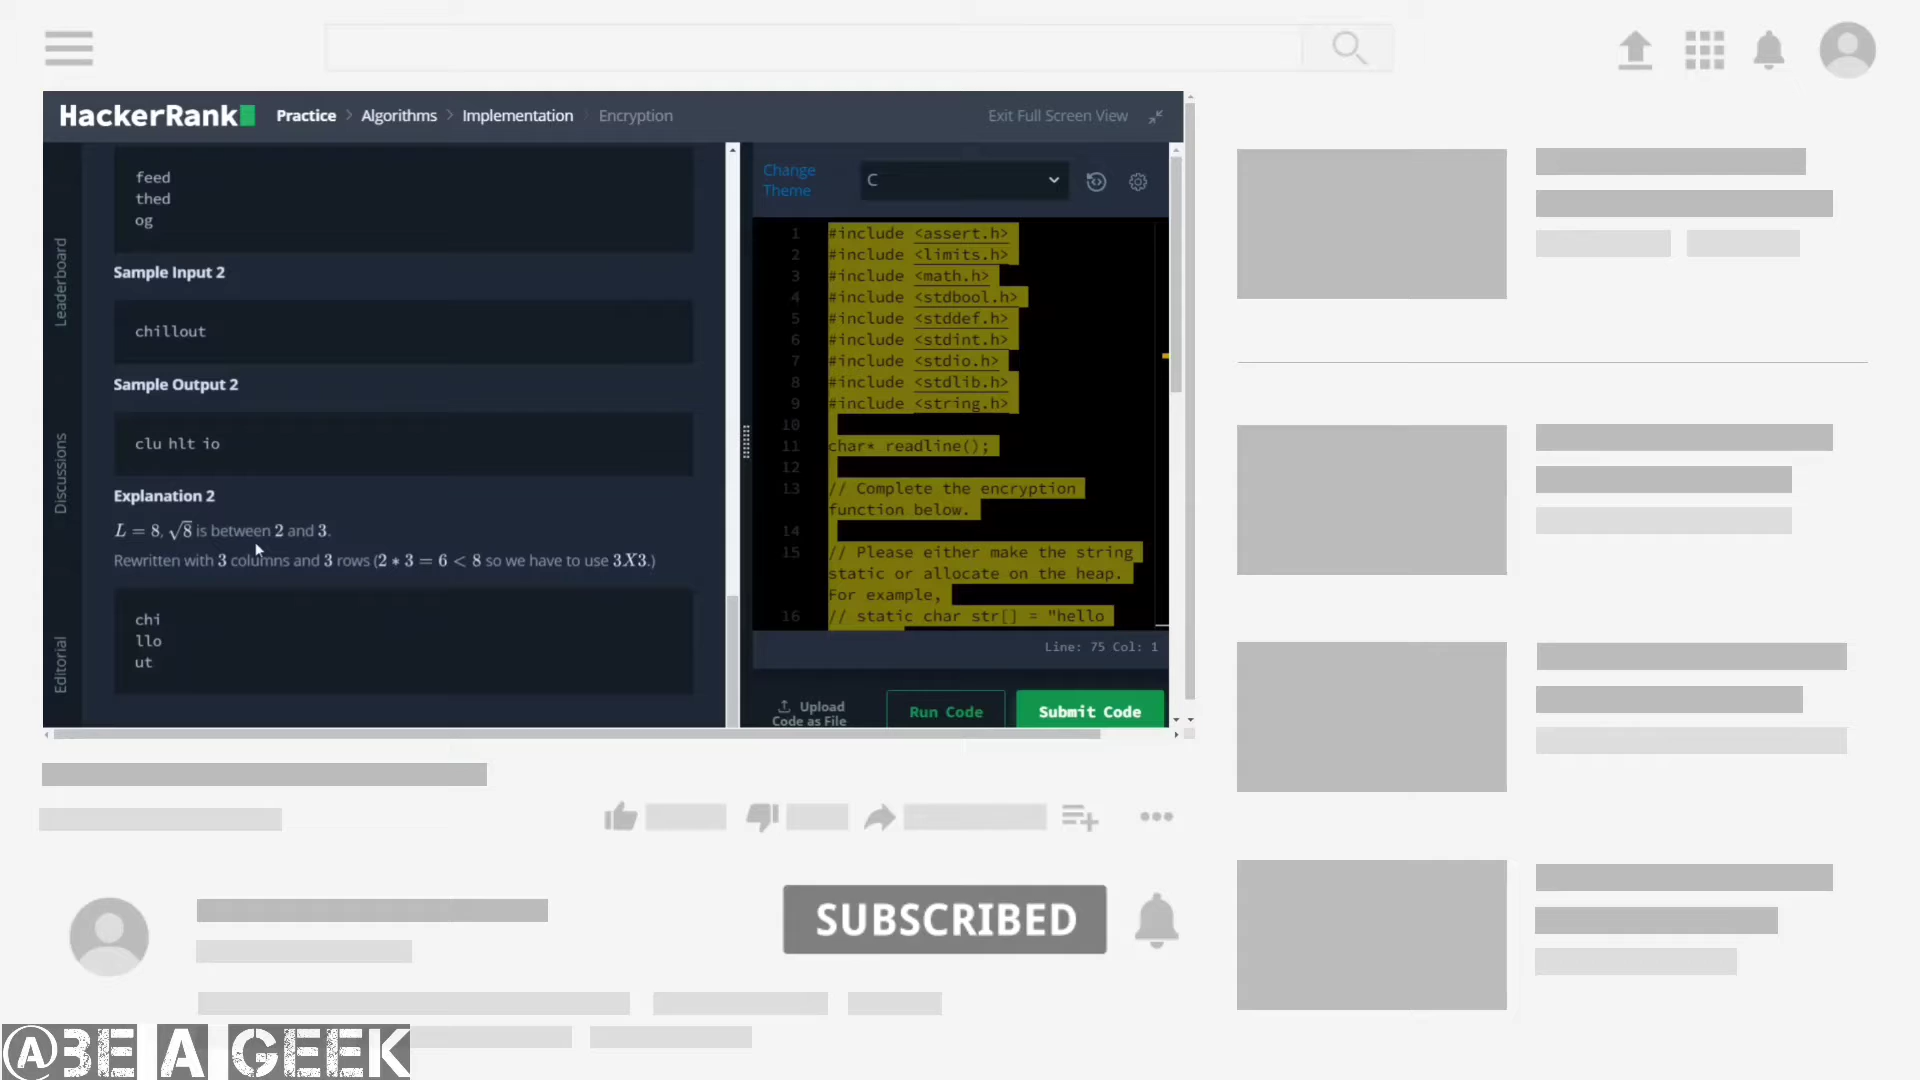 HackerRank
Practice > Algorithms > Implementation > Encryption
Exit Full Screen View
Leaderboard
Discussions
Editorial
feed
thed
og
Sample Input 2
chillout
Sample Output 2
clu hlt io
Explanation 2
L = 8, √8 is between 2 and 3.
Rewritten with 3 columns and 3 rows (2 * 3 = 6 < 8 so we have to use 3X3.)
chi
llo
ut
Change
Theme
C
1 #include <assert.h>
2 #include <limits.h>
3 #include <math.h>
4 #include <stdbool.h>
5 #include <stddef.h>
6 #include <stdint.h>
7 #include <stdio.h>
8 #include <stdlib.h>
9 #include <string.h>
10
11 char* readline();
12
13 // Complete the encryption
function below.
14
15 // Please either make the string
static or allocate on the heap.
For example,
16 // static char str[] = "hello
Line: 75 Col: 1
Upload
Code as File
Run Code
Submit Code
SUBSCRIBED
@BE A GEEK